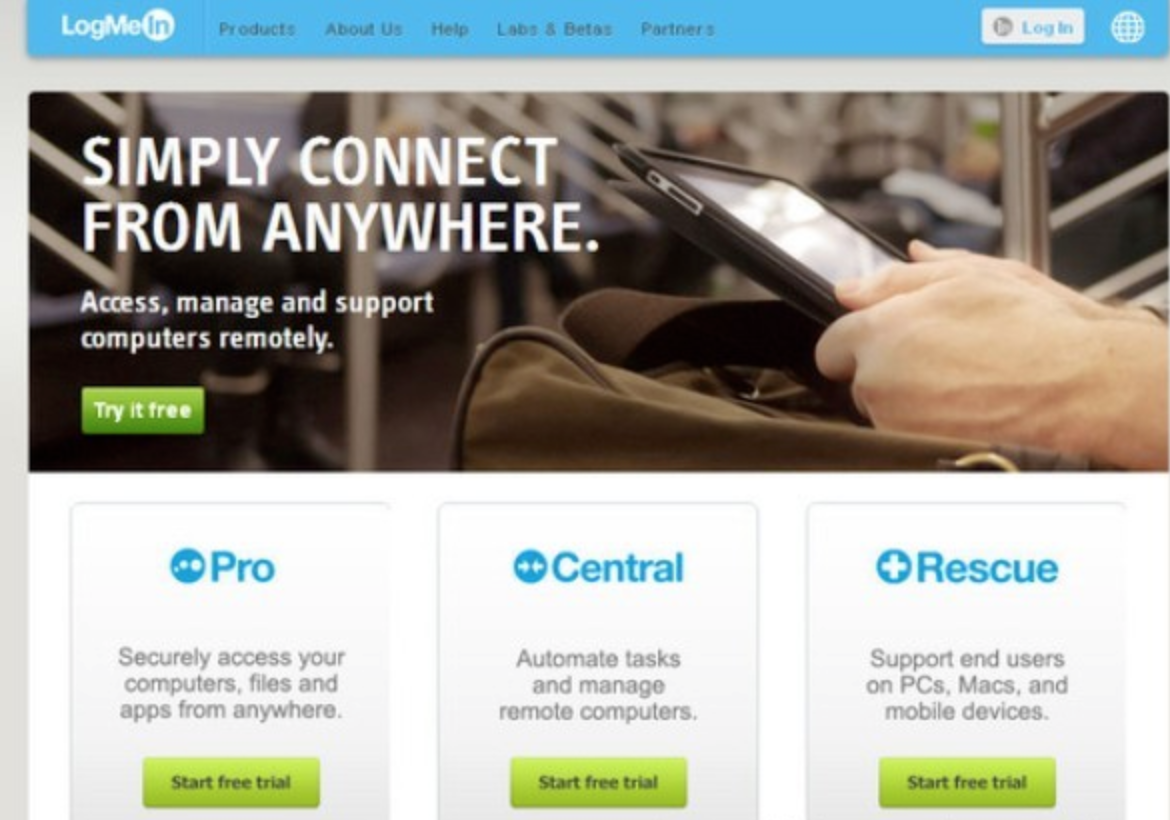 LogMeIn
Products About Us Help Labs & Betas Partners
Log In
SIMPLY CONNECT
FROM ANYWHERE.
Access, manage and support
computers remotely.
Try it free
Pro
Securely access your
computers, files and
apps from anywhere.
Start free trial
Central
Automate tasks
and manage
remote computers.
Start free trial
Rescue
Support end users
on PCs, Macs, and
mobile devices.
Start free trial